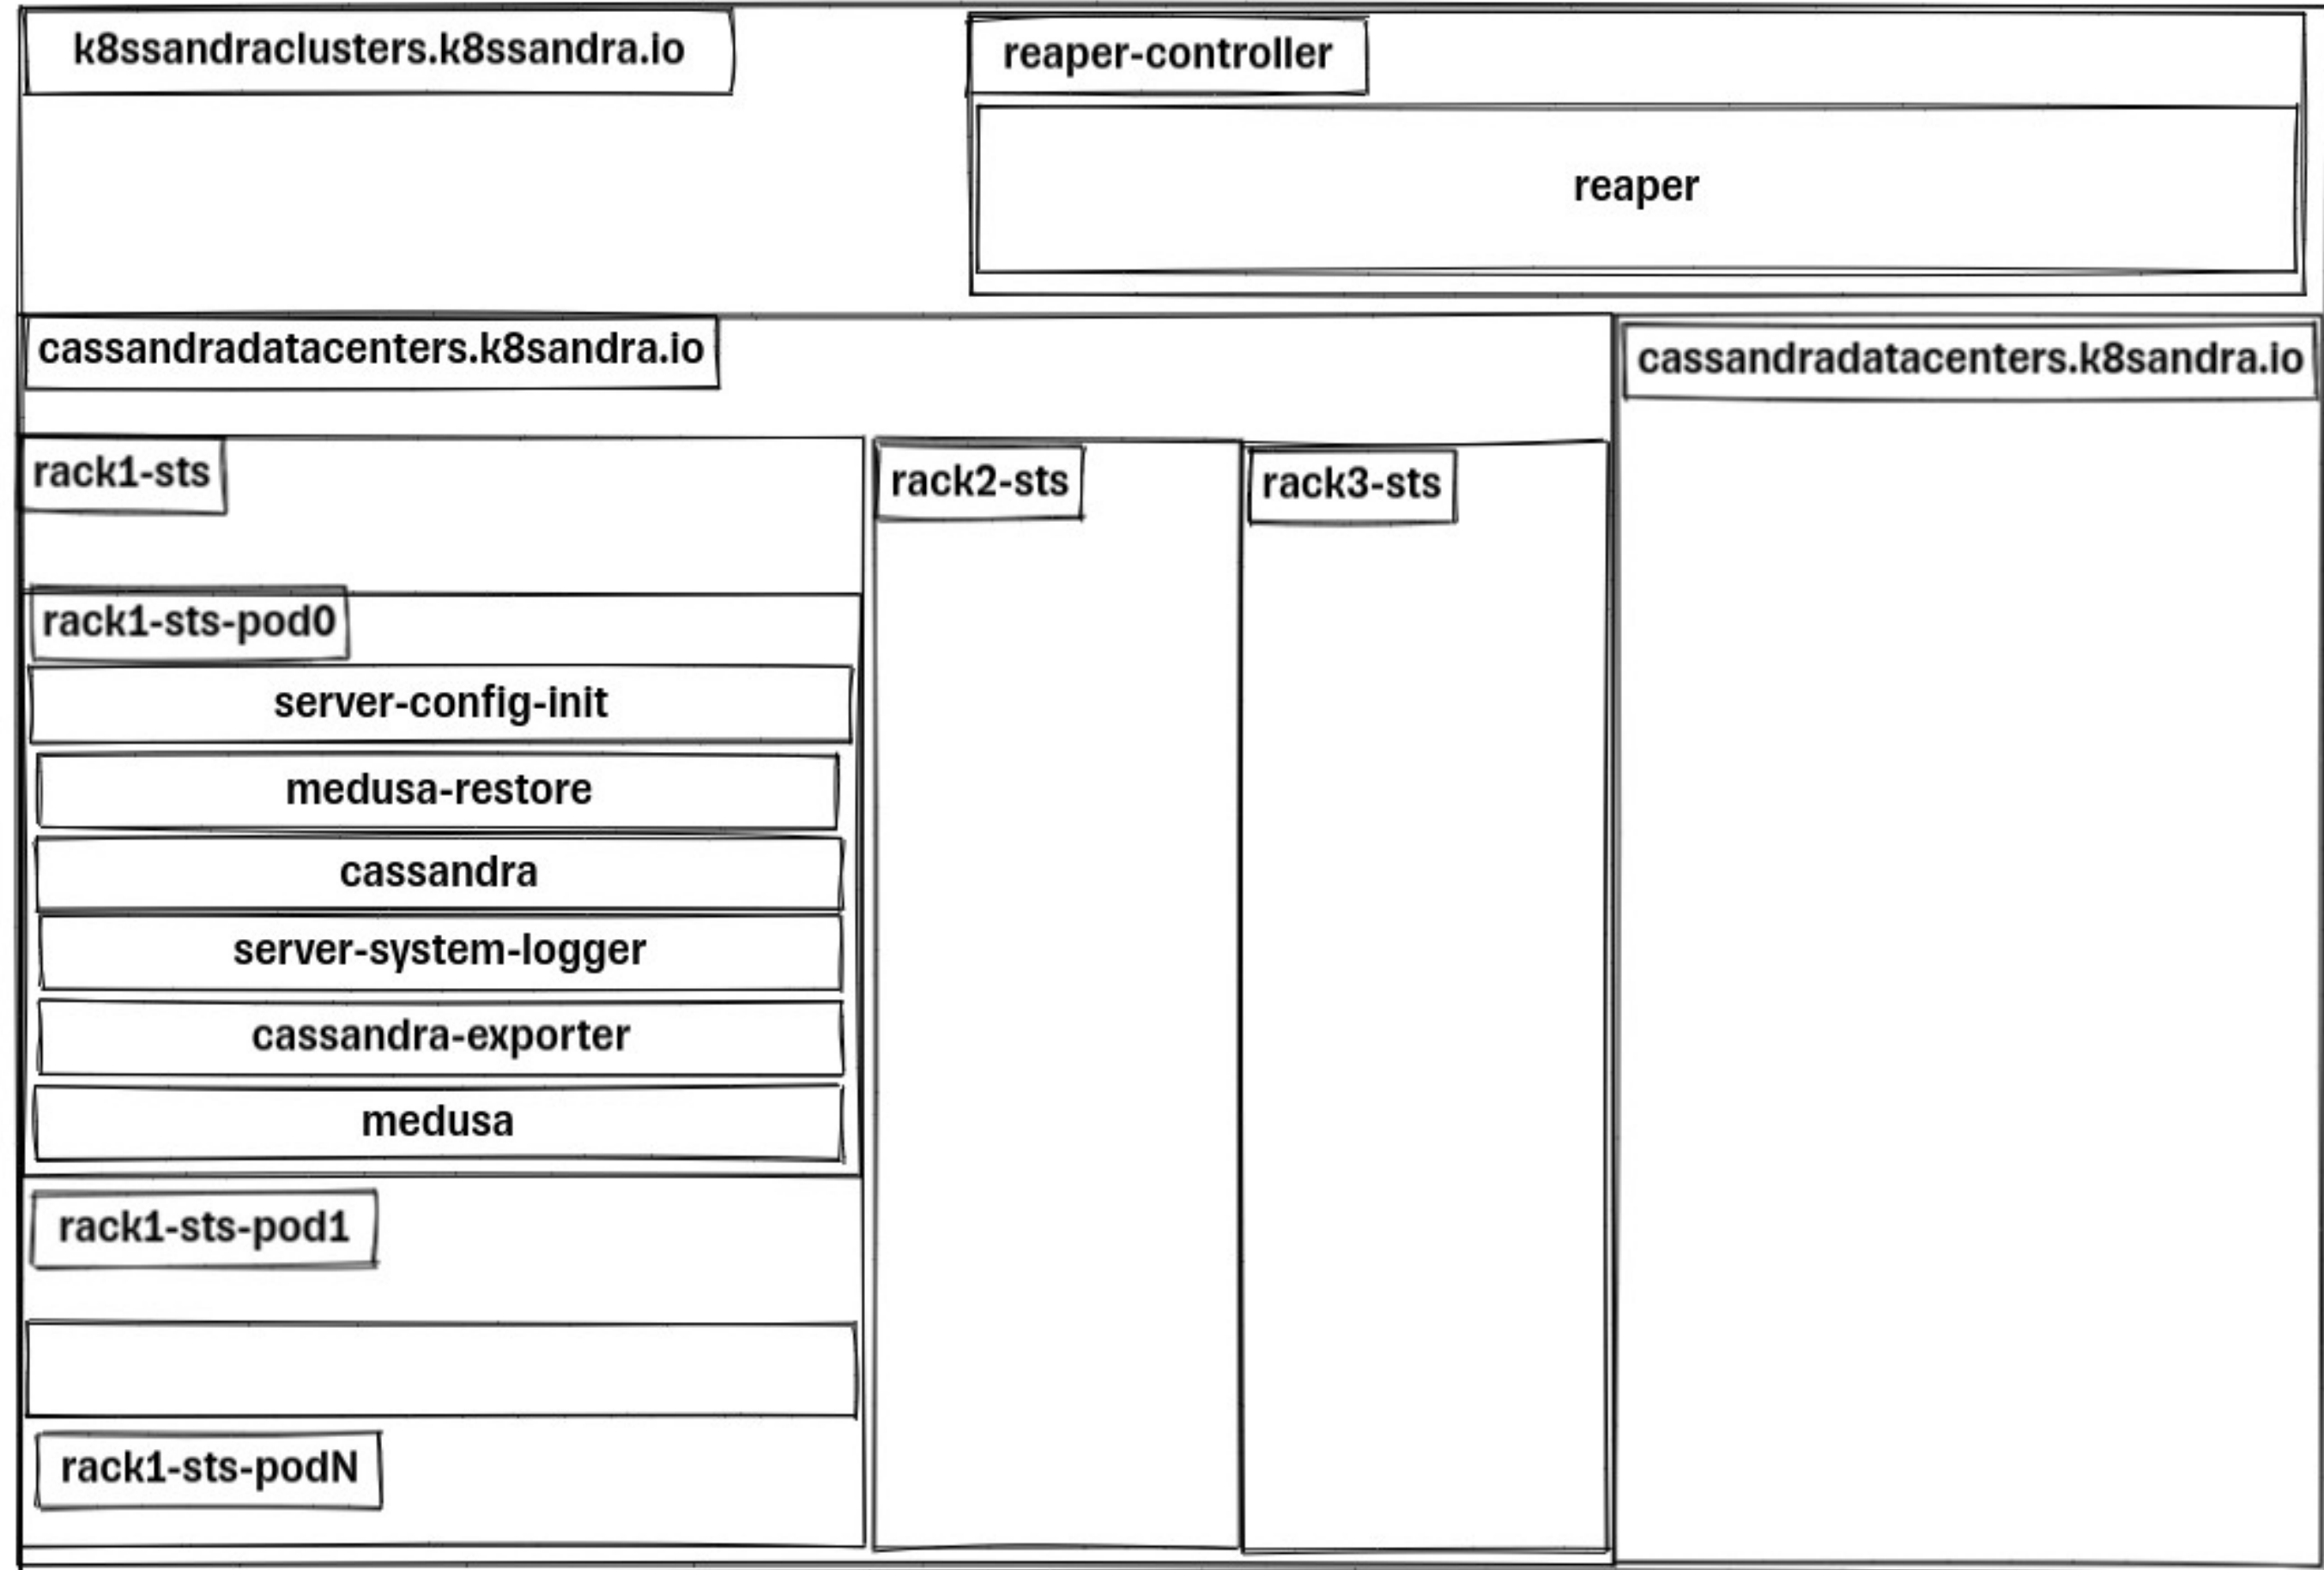 k8ssandraclusters.k8ssandra.io
reaper-controller
reaper
cassandradatacenters.k8sandra.io
cassandradatacenters.k8sandra.io
rack1-sts
rack2-sts
rack3-sts
rack1-sts-pod0
server-config-init
medusa-restore
cassandra
server-system-logger
cassandra-exporter
medusa
rack1-sts-pod1
rack1-sts-podN